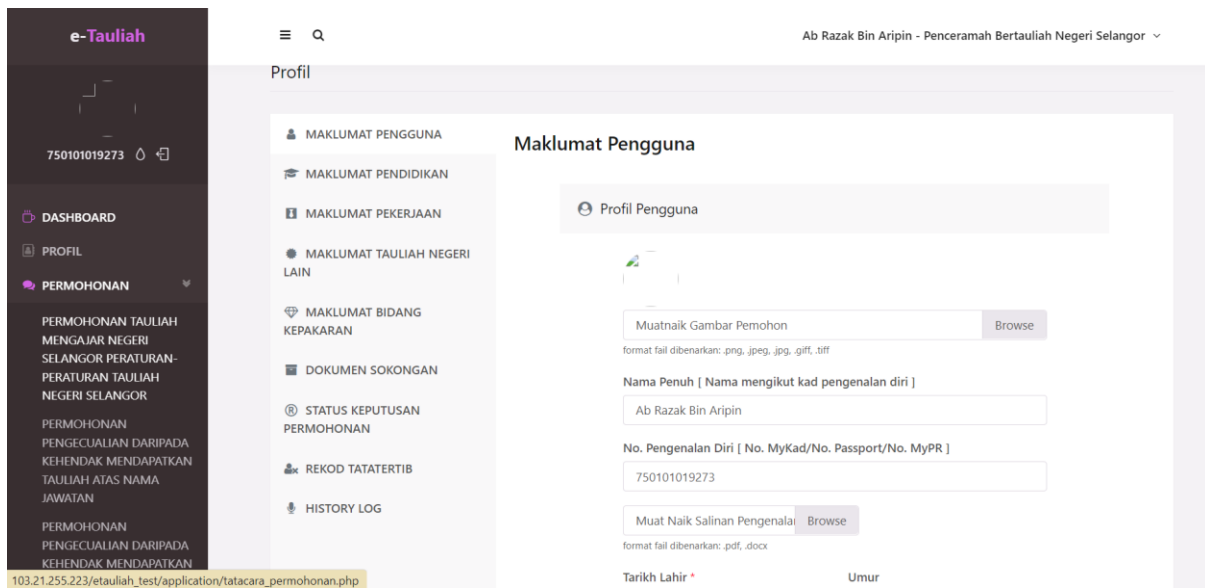 e-Tauliah
Ab Razak Bin Aripin - Penceramah Bertauliah Negeri Selangor
750101019273
DASHBOARD
PROFIL
PERMOHONAN
PERMOHONAN TAULIAH
MENGAJAR NEGERI
SELANGOR PERATURAN-
PERATURAN TAULIAH
NEGERI SELANGOR
PERMOHONAN
PENGECUALIAN DARIPADA
KEHENDAK MENDAPATKAN
TAULIAH ATAS NAMA
JAWATAN
PERMOHONAN
PENGECUALIAN DARIPADA
KEHENDAK MENDAPATKAN
103.21.255.223/etauliah_test/application/tatacara_permohonan.php
Profil
MAKLUMAT PENGGUNA
MAKLUMAT PENDIDIKAN
MAKLUMAT PEKERJAAN
MAKLUMAT TAULIAH NEGERI
LAIN
MAKLUMAT BIDANG
KEPAKARAN
DOKUMEN SOKONGAN
STATUS KEPUTUSAN
PERMOHONAN
REKOD TATATERTIB
HISTORY LOG
Maklumat Pengguna
Profil Pengguna
Muatnaik Gambar Pemohon Browse
format fail dibenarkan: .png, .jpeg, .jpg, .giff, .tiff
Nama Penuh [ Nama mengikut kad pengenalan diri ]
Ab Razak Bin Aripin
No. Pengenalan Diri [ No. MyKad/No. Passport/No. MyPR ]
750101019273
Muat Naik Salinan Pengenalan Browse
format fail dibenarkan: .pdf, .docx
Tarikh Lahir * Umur